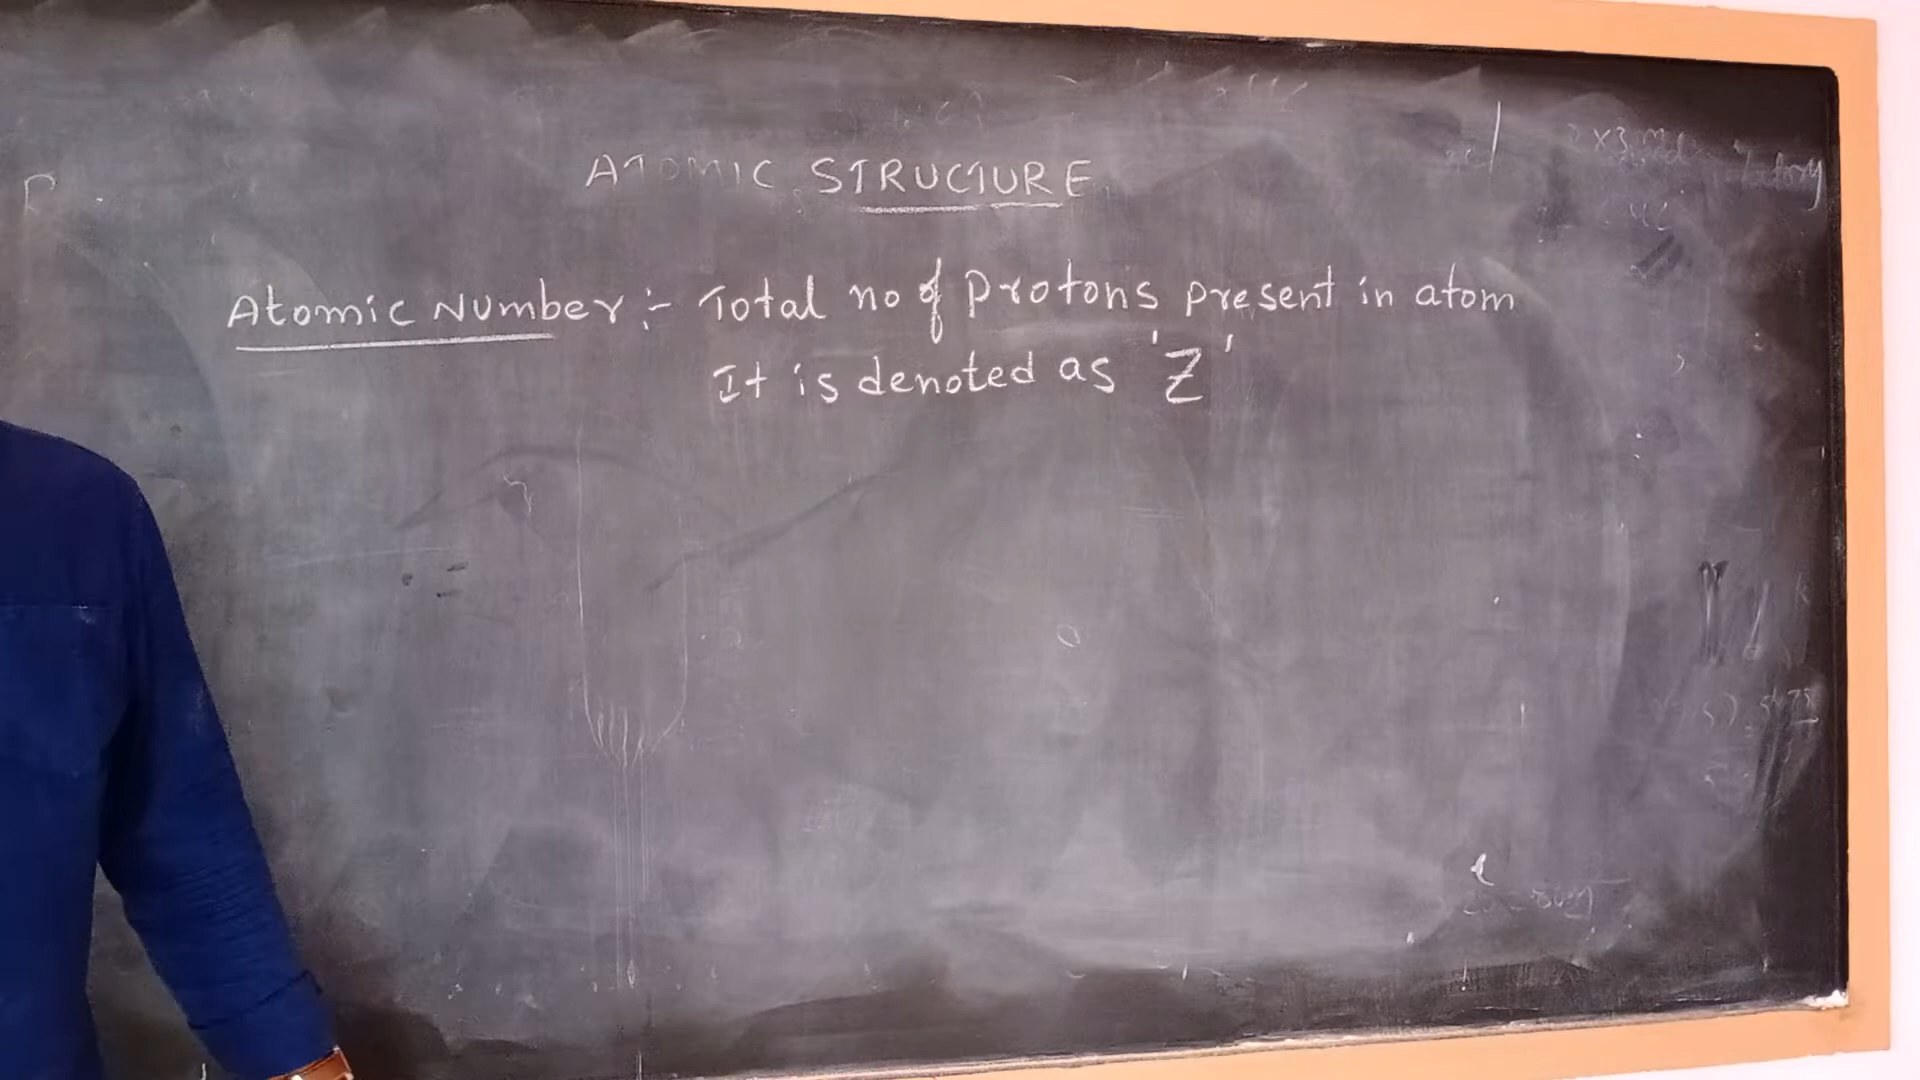 ATOMIC STRUCTURE
Atomic Number :- Total no of Protons present in atom
It is denoted as 'Z'